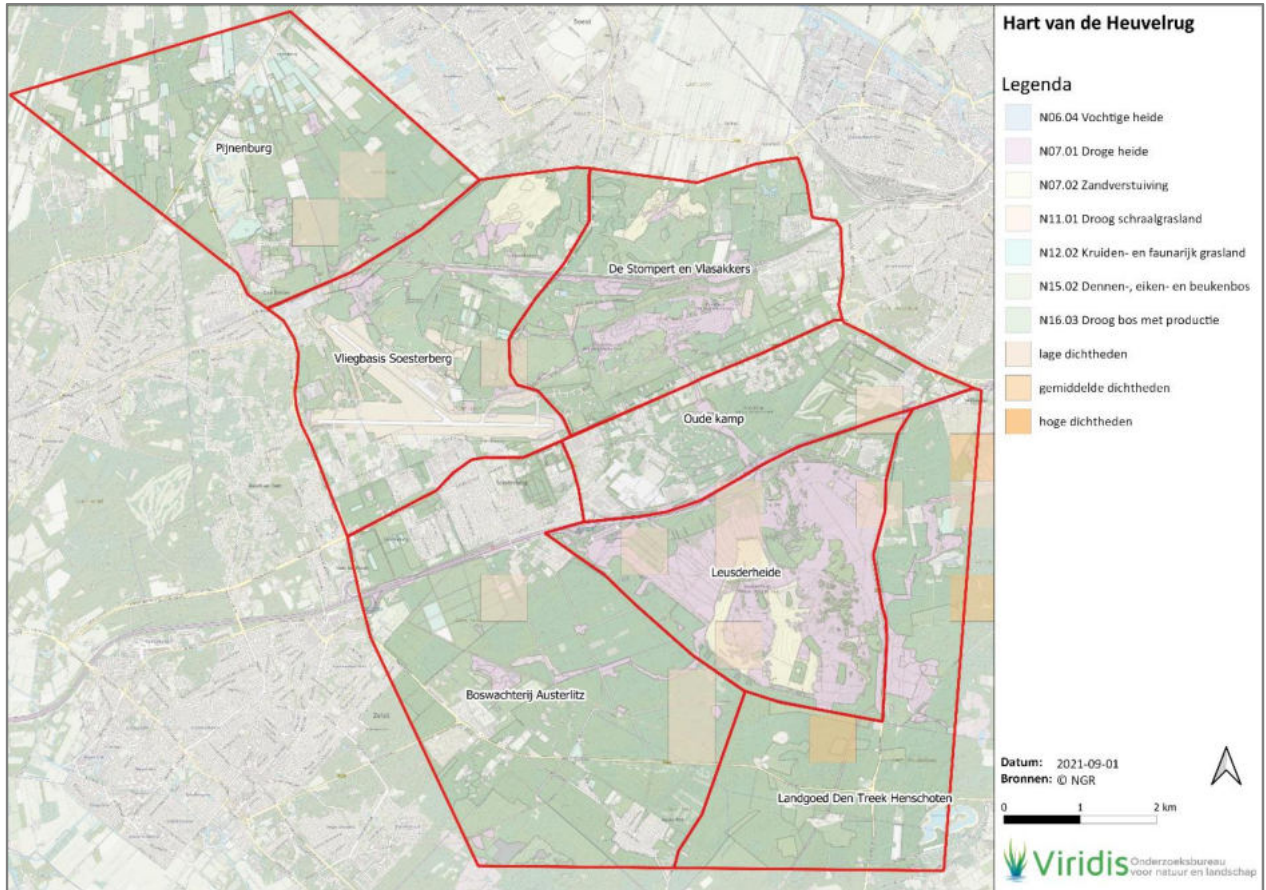 Hart van de Heuvelrug
Legenda
N06.04 Vochtige heide
N07.01 Droge heide
N07.02 Zandverstuiving
N11.01 Droog schraalgrasland
N12.02 Kruiden- en faunarijk grasland
N15.02 Dennen-, eiken- en beukenbos
N16.03 Droog bos met productie
lage dichtheden
gemiddelde dichtheden
hoge dichtheden
Pijnenburg
De Stompert en Vlasakkers
Vliegbasis Soesterberg
Oude kamp
Leusderheide
Boswachterij Austerlitz
Landgoed Den Treek Henschoten
Soest
Zeist
Datum: 2021-09-01
Bronnen: © NGR
0 1 2 km
Viridis Onderzoeksbureau
voor natuur en landschap